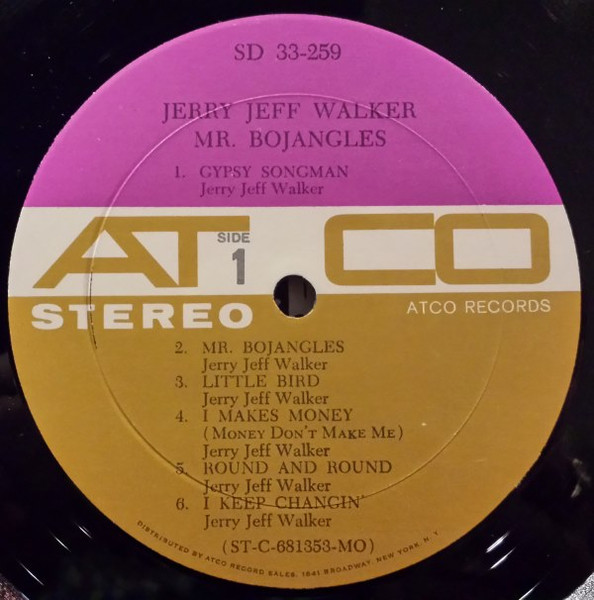 SD 33-259
JERRY JEFF WALKER
MR. BOJANGLES
1. GYPSY SONGMAN
Jerry Jeff Walker
ATCO
SIDE
1
STEREO
ATCO RECORDS
2. MR. BOJANGLES
Jerry Jeff Walker
3. LITTLE BIRD
Jerry Jeff Walker
4. I MAKES MONEY
(MONEY DON'T MAKE ME)
Jerry Jeff Walker
5. ROUND AND ROUND
Jerry Jeff Walker
6. I KEEP CHANGIN'
Jerry Jeff Walker
(ST-C-681353-MO)
DISTRIBUTED BY ATCO RECORD SALES, 1841 BROADWAY, NEW YORK, N.Y.